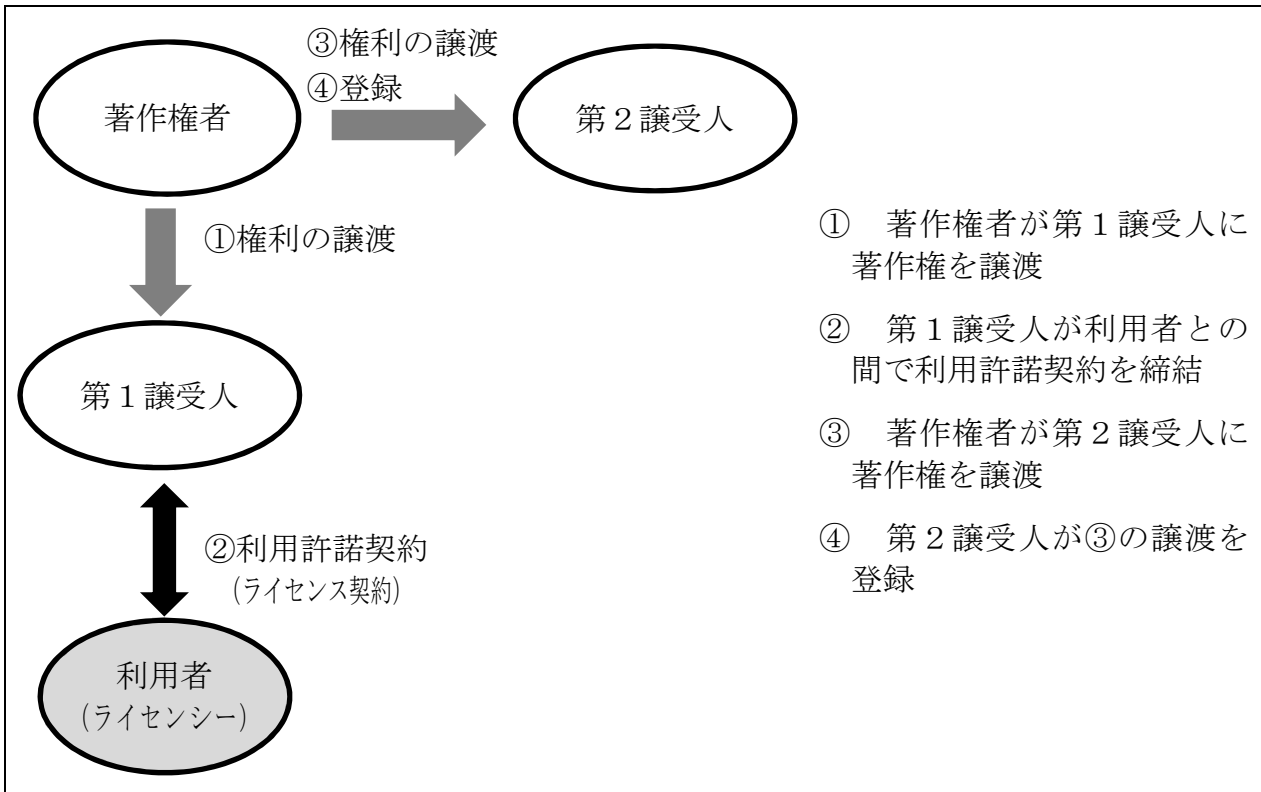 ③権利の譲渡
④登録
著作権者
第２譲受人
①権利の譲渡
第１譲受人
②利用許諾契約
(ライセンス契約)
利用者
(ライセンシー)
①　著作権者が第１譲受人に
著作権を譲渡
②　第１譲受人が利用者との
間で利用許諾契約を締結
③　著作権者が第２譲受人に
著作権を譲渡
④　第２譲受人が③の譲渡を
登録